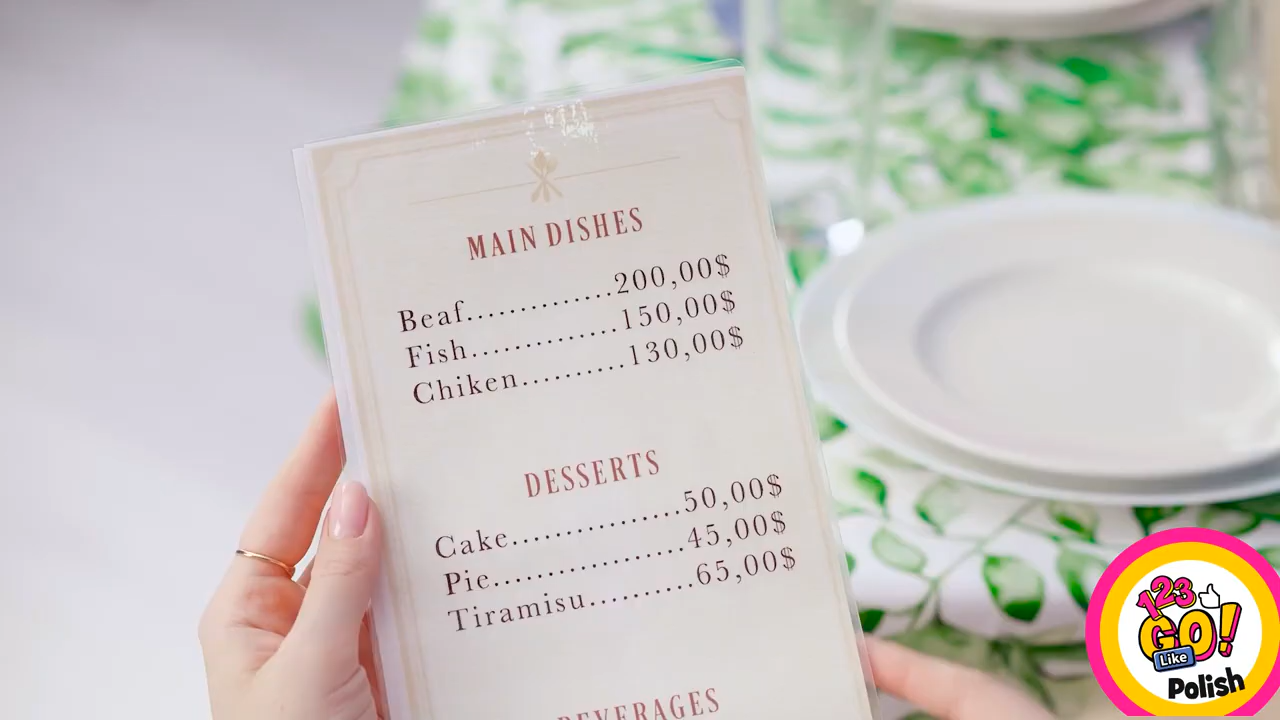 MAIN DISHES
Beaf.............200,00$
Fish.............150,00$
Chiken..........130,00$
DESSERTS
Cake...............50,00$
Pie.................45,00$
Tiramisu.........65,00$
BEVERAGES
123
GO!
Like
Polish